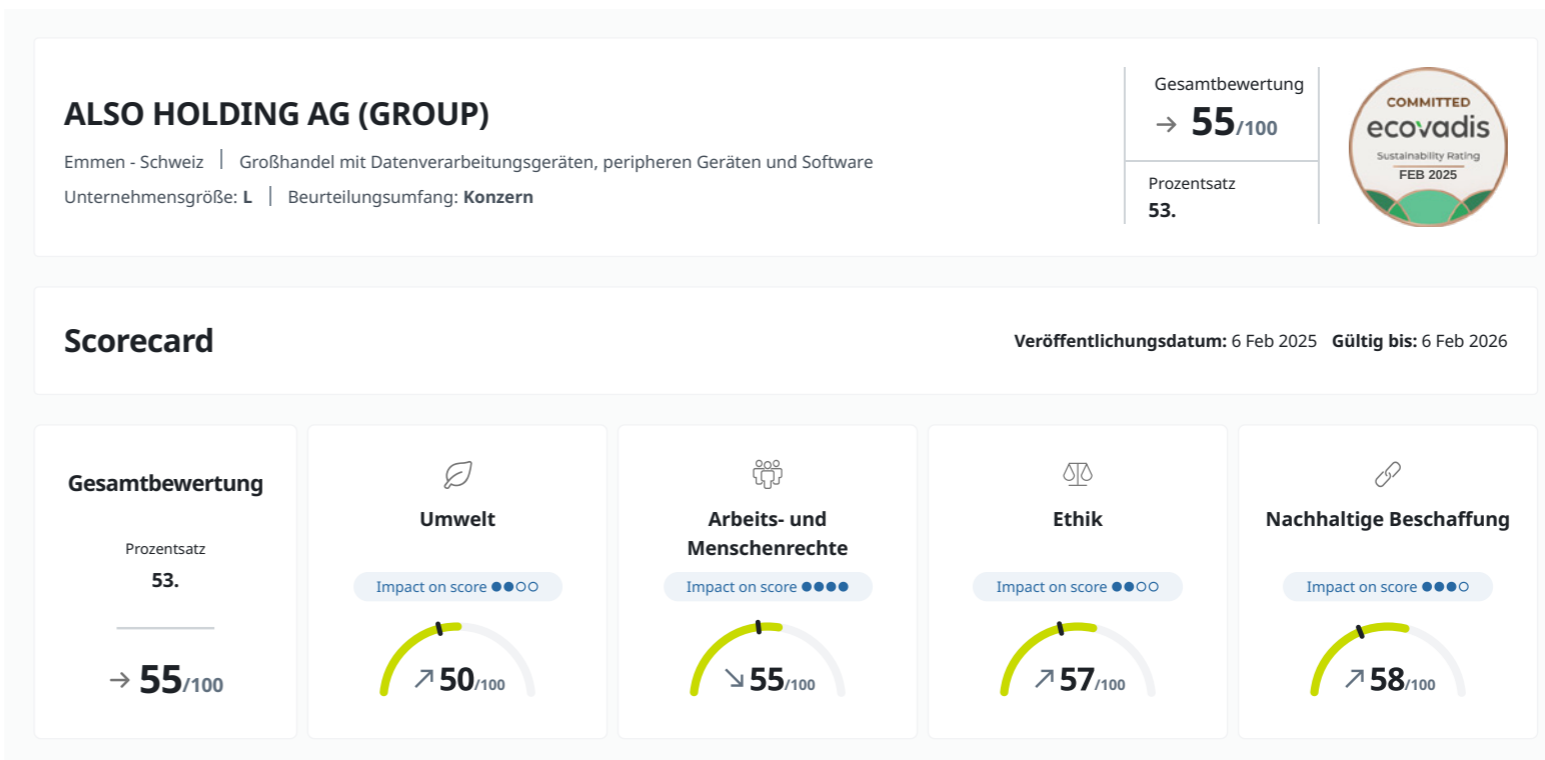 ALSO HOLDING AG (GROUP)
Emmen - Schweiz | Großhandel mit Datenverarbeitungsgeräten, peripheren Geräten und Software
Unternehmensgröße: L | Beurteilungsumfang: Konzern
Gesamtbewertung
→ 55/100
Prozentsatz
53.
COMMITTED
ecovadis
Sustainability Rating
FEB 2025
Scorecard
Veröffentlichungsdatum: 6 Feb 2025 Gültig bis: 6 Feb 2026
Gesamtbewertung
Prozentsatz
53.
→ 55/100
Umwelt
Impact on score ●●○○
↗ 50/100
Arbeits- und
Menschenrechte
Impact on score ●●●●
↘ 55/100
Ethik
Impact on score ●●○○
↗ 57/100
Nachhaltige Beschaffung
Impact on score ●●●○
↗ 58/100